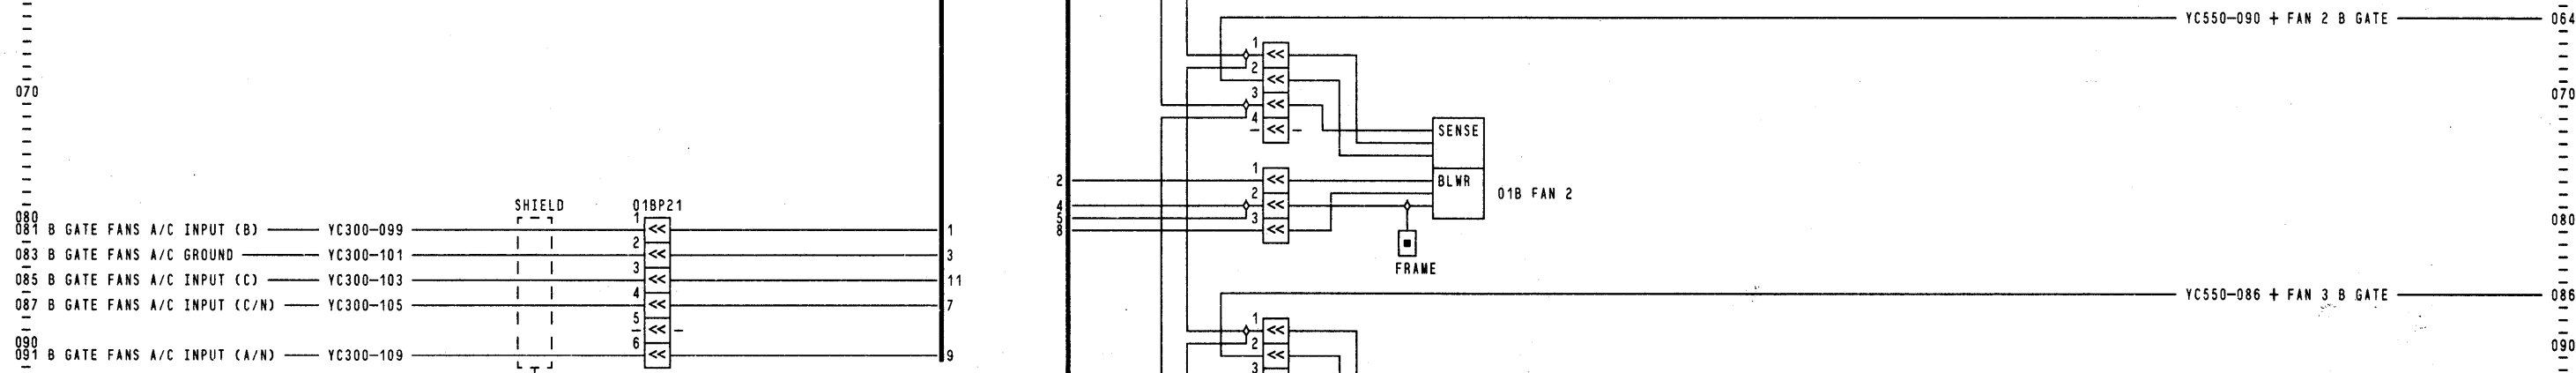 YC550-090 + FAN 2 B GATE 064
1
2
3
4
070
070
SENSE
1
2
BLWR
2
4
5
8
3
01B FAN 2
FRAME
SHIELD
01BP21
080
080
081 B GATE FANS A/C INPUT (B) YC300-099 1 1
083 B GATE FANS A/C GROUND YC300-101 2 3
085 B GATE FANS A/C INPUT (C) YC300-103 3 11
087 B GATE FANS A/C INPUT (C/N) YC300-105 4 7
5
090
091 B GATE FANS A/C INPUT (A/N) YC300-109 6 9
YC550-086 + FAN 3 B GATE 086
1
2
3
090